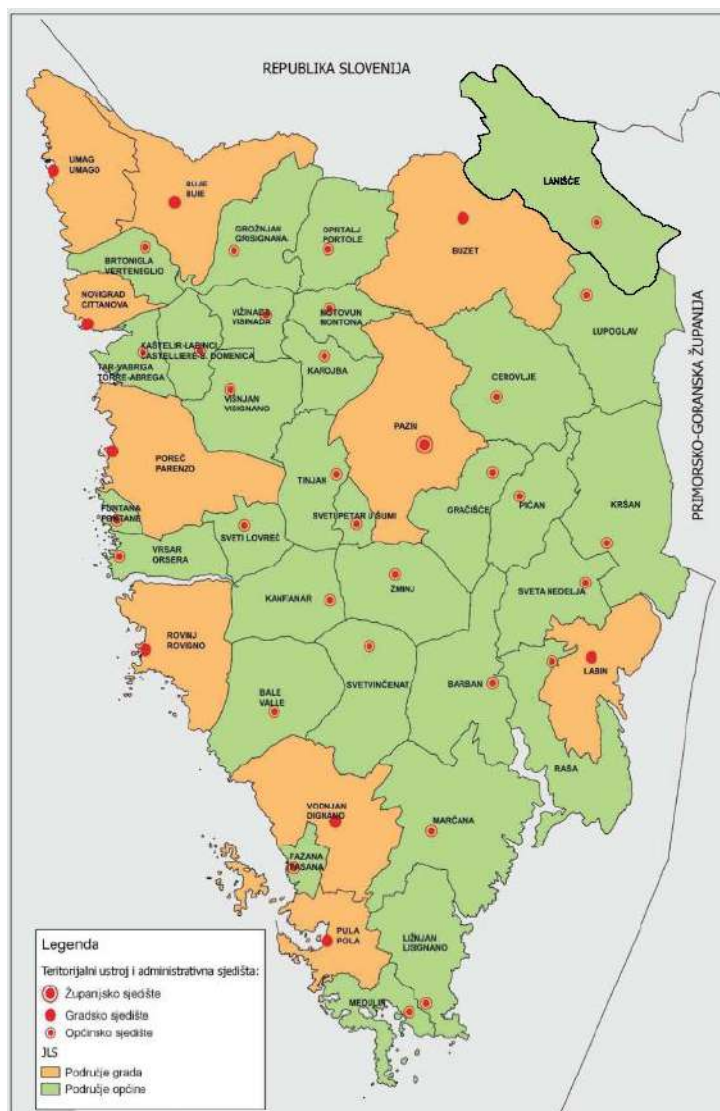 REPUBLIKA SLOVENIJA
UMAG
UMAGO
BUJE
BUIE
LANIŠĆE
GROŽNJAN
GRISIGNANA
OPRTALJ
PORTOLE
BUZET
BRTONIGLA
VERTENEGLIO
NOVIGRAD
CITTANOVA
VIŽINADA
VISINADA
MOTOVUN
MONTONA
LUPOGLAV
KAŠTELIR-LABINCI
CASTELLIERE-S. DOMENICA
TAR-VABRIGA
TORRE-ABREGA
KAROJBA
CEROVLJE
VIŠNJAN
VISIGNANO
PRIMORSKO-GORANSKA ŽUPANIJA
PAZIN
POREČ
PARENZO
TINJAN
GRAČIŠĆE
PIĆAN
KRŠAN
FUNTANA
FONTANE
SVETI PETAR U ŠUMI
SVETI LOVREČ
VRSAR
ORSERA
KANFANAR
ŽMINJ
SVETA NEDELJA
ROVINJ
ROVIGNO
BALE
VALLE
SVETVINČENAT
BARBAN
LABIN
RAŠA
VODNJAN
DIGNANO
MARČANA
FAŽANA
FASANA
PULA
POLA
LIŽNJAN
LISIGNANO
MEDULIN
Legenda
Teritorijalni ustroj i administrativna sjedišta:
Županijsko sjedište
Gradsko sjedište
Općinsko sjedište
JLS
Područje grada
Područje općine